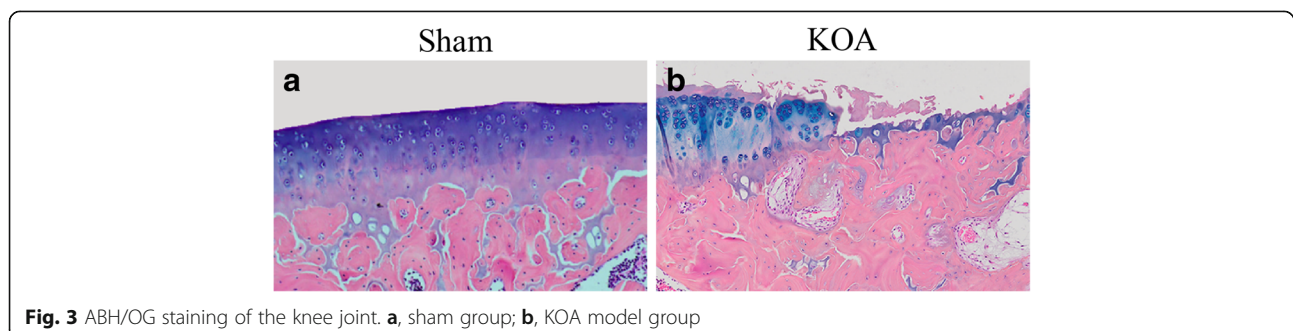 Sham KOA
a b
Fig. 3 ABH/OG staining of the knee joint. a, sham group; b, KOA model group